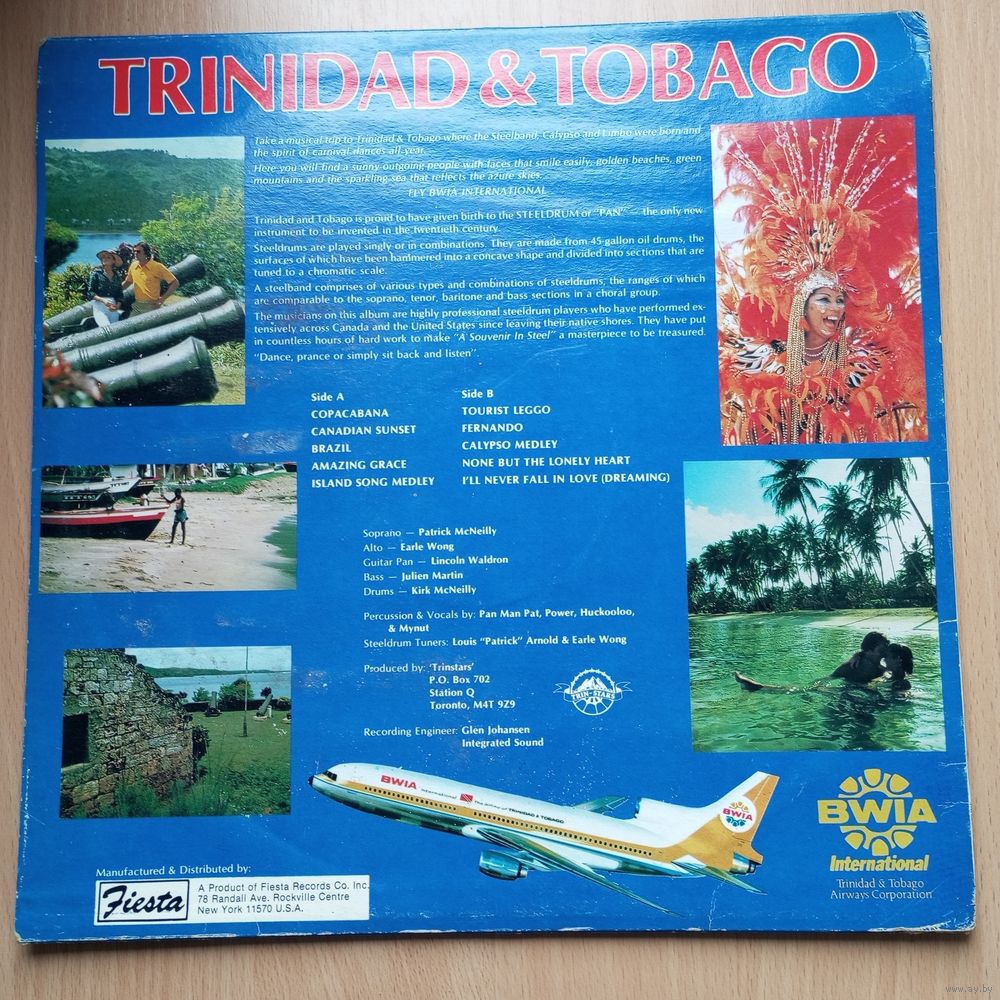 TRINIDAD & TOBAGO
Take a musical trip to Trinidad & Tobago where the Steelband, Calypso and Limbo were born and
the spirit of carnival dances all year.
Here you will find a sunny outgoing people with faces that smile easily, golden beaches, green
mountains and the sparkling sea that reflects the azure skies.
FLY BWIA INTERNATIONAL
Trinidad and Tobago is proud to have given birth to the STEELDRUM or "PAN" — the only new
instrument to be invented in the twentieth century.
Steeldrums are played singly or in combinations. They are made from 45 gallon oil drums, the
surfaces of which have been hammered into a concave shape and divided into sections that are
tuned to a chromatic scale.
A steelband comprises of various types and combinations of steeldrums, the ranges of which
are comparable to the soprano, tenor, baritone and bass sections in a choral group.
The musicians on this album are highly professional steeldrum players who have performed ex-
tensively across Canada and the United States since leaving their native shores. They have put
in countless hours of hard work to make "A Souvenir In Steel" a masterpiece to be treasured.
"Dance, prance or simply sit back and listen".
Side A
COPACABANA
CANADIAN SUNSET
BRAZIL
AMAZING GRACE
ISLAND SONG MEDLEY
Side B
TOURIST LEGGO
FERNANDO
CALYPSO MEDLEY
NONE BUT THE LONELY HEART
I'LL NEVER FALL IN LOVE (DREAMING)
Soprano — Patrick McNeilly
Alto — Earle Wong
Guitar Pan — Lincoln Waldron
Bass — Julien Martin
Drums — Kirk McNeilly
Percussion & Vocals by: Pan Man Pat, Power, Huckooloo,
& Mynut
Steeldrum Tuners: Louis "Patrick" Arnold & Earle Wong
Produced by: 'Trinstars'
P.O. Box 702
Station Q
Toronto, M4T 9Z9
TRIN-STARS
Recording Engineer: Glen Johansen
Integrated Sound
BWIA International The airline of TRINIDAD & TOBAGO
BWIA
BWIA
International
Trinidad & Tobago
Airways Corporation
Manufactured & Distributed by:
Fiesta
A Product of Fiesta Records Co. Inc.
78 Randall Ave. Rockville Centre
New York 11570 U.S.A.
www.ay.by